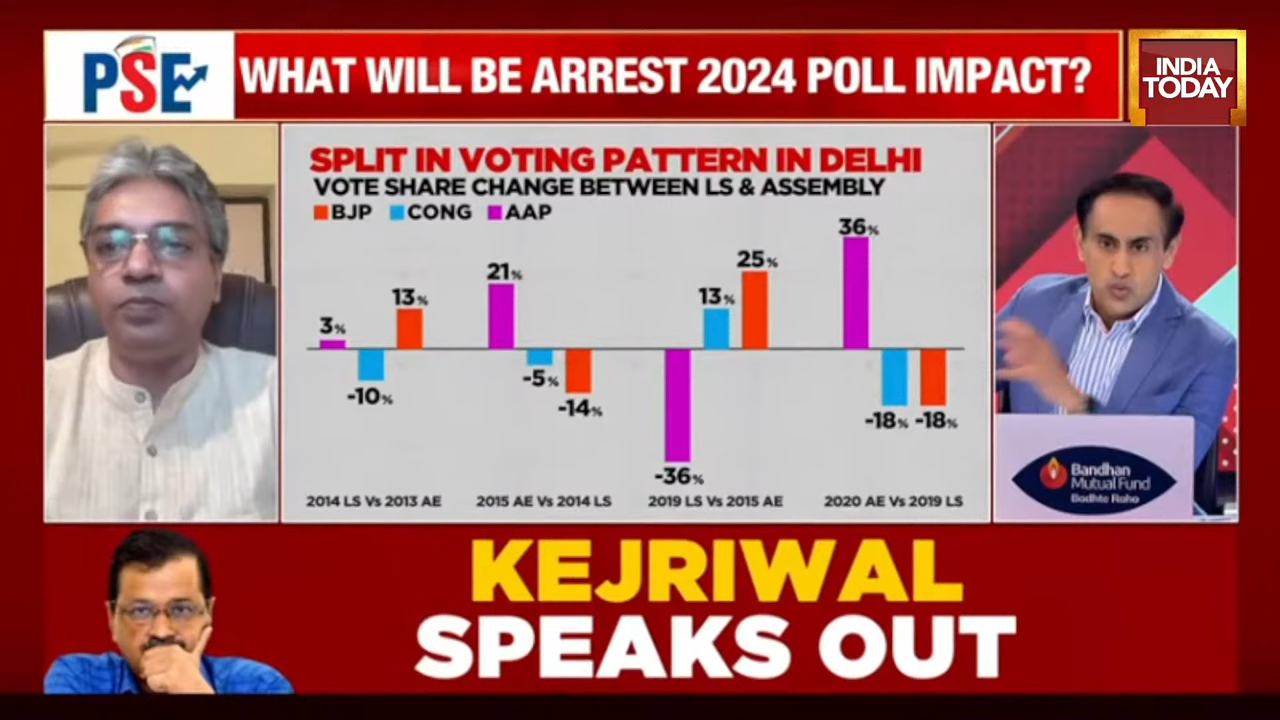 PSE
WHAT WILL BE ARREST 2024 POLL IMPACT?
INDIA
TODAY
SPLIT IN VOTING PATTERN IN DELHI
VOTE SHARE CHANGE BETWEEN LS & ASSEMBLY
BJP CONG AAP
3%
-10%
13%
21%
-5%
-14%
-36%
13%
25%
36%
-18%
-18%
2014 LS Vs 2013 AE
2015 AE Vs 2014 LS
2019 LS Vs 2015 AE
2020 AE Vs 2019 LS
Bandhan
Mutual Fund
Badhte Raho
KEJRIWAL
SPEAKS OUT